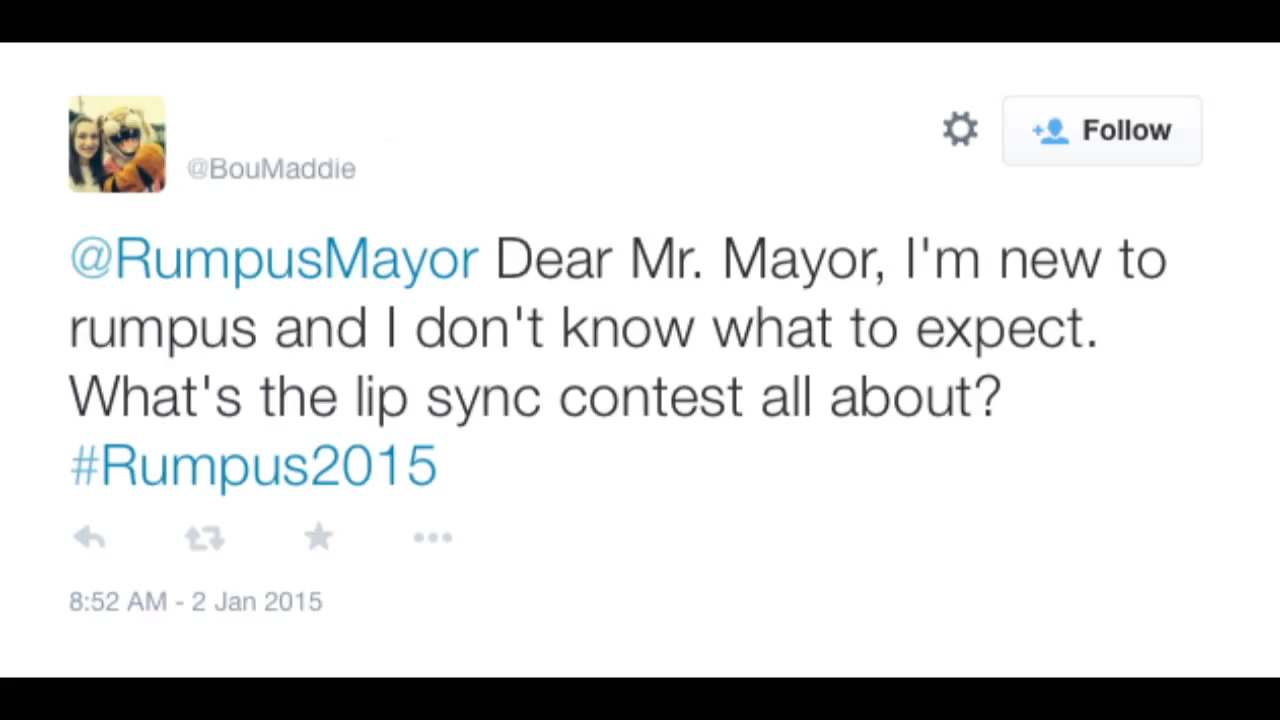 @BouMaddie
Follow
@RumpusMayor Dear Mr. Mayor, I'm new to
rumpus and I don't know what to expect.
What's the lip sync contest all about?
#Rumpus2015
8:52 AM - 2 Jan 2015